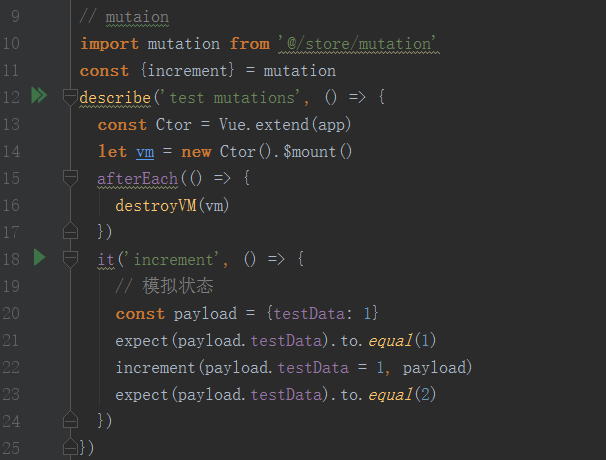 9 // mutaion
10 import mutation from '@/store/mutation'
11 const {increment} = mutation
12 describe('test mutations', () => {
13 const Ctor = Vue.extend(app)
14 let vm = new Ctor().$mount()
15 afterEach(() => {
16 destroyVM(vm)
17 })
18 it('increment', () => {
19 // 模拟状态
20 const payload = {testData: 1}
21 expect(payload.testData).to.equal(1)
22 increment(payload.testData = 1, payload)
23 expect(payload.testData).to.equal(2)
24 })
25 })